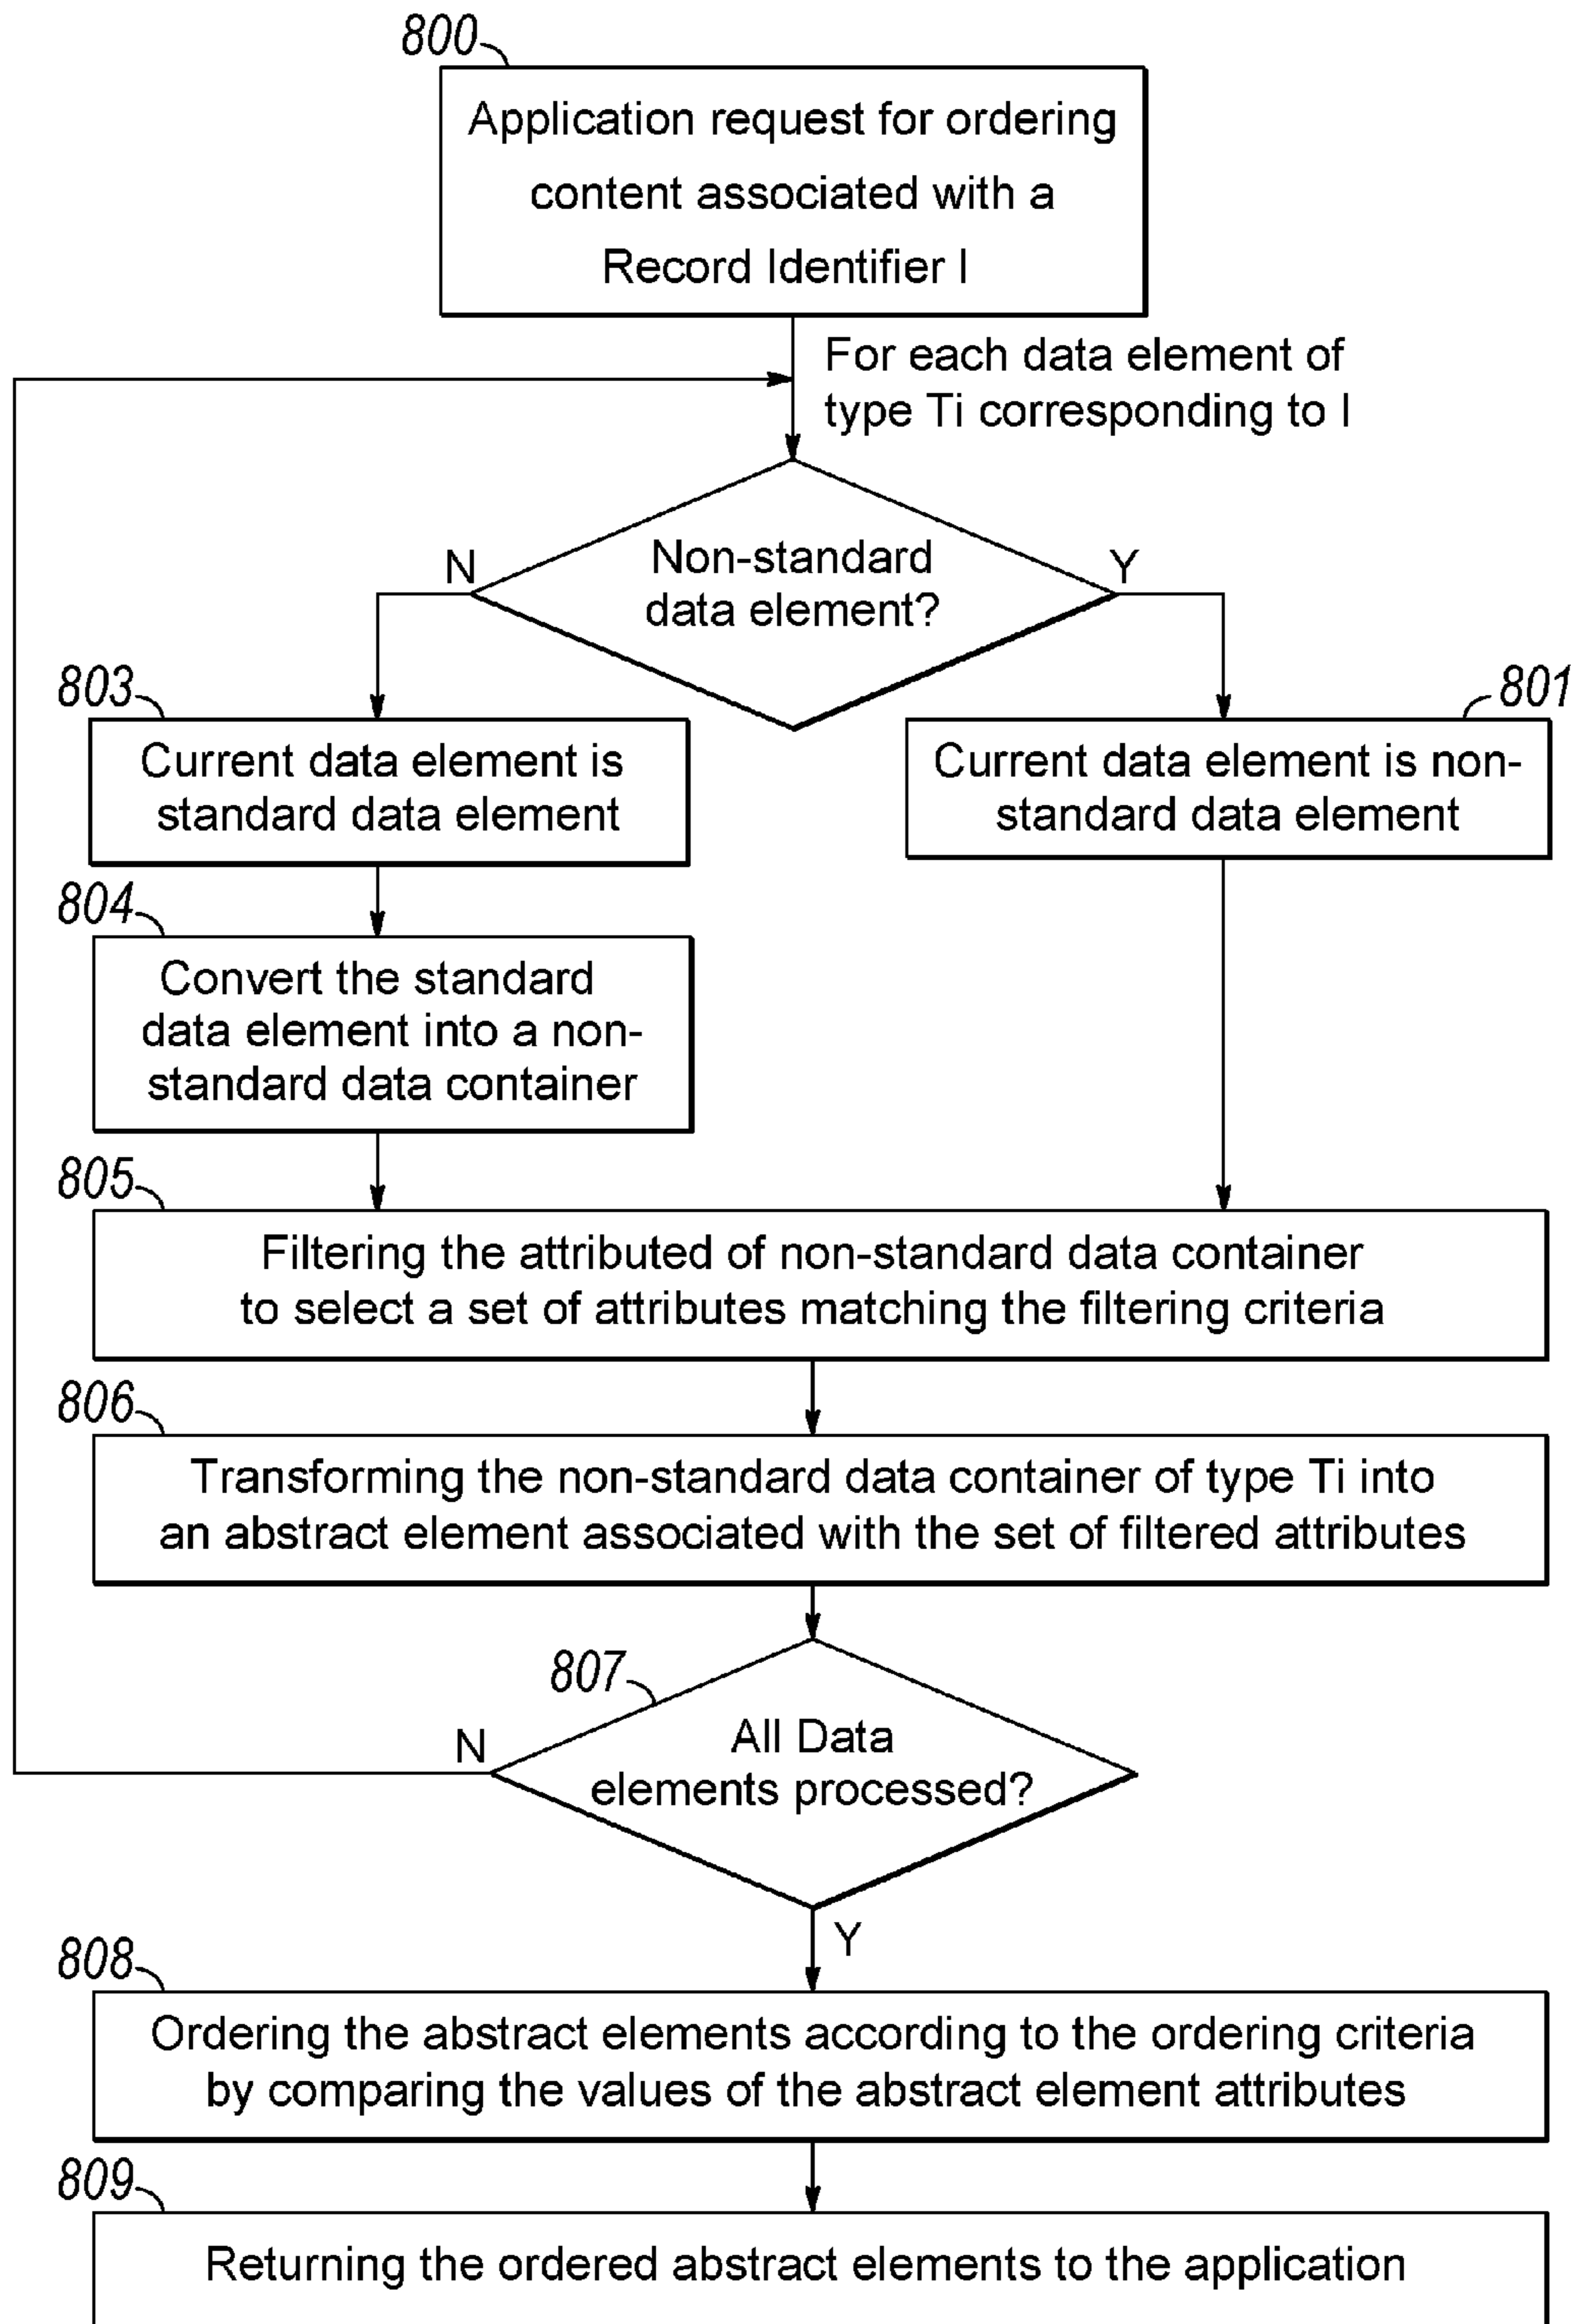 800
Application request for ordering
content associated with a
Record Identifier I
For each data element of
type Ti corresponding to I
Non-standard
data element?
N
Y
803
Current data element is
standard data element
801
Current data element is non-
standard data element
804
Convert the standard
data element into a non-
standard data container
805
Filtering the attributed of non-standard data container
to select a set of attributes matching the filtering criteria
806
Transforming the non-standard data container of type Ti into
an abstract element associated with the set of filtered attributes
807
All Data
elements processed?
N
Y
808
Ordering the abstract elements according to the ordering criteria
by comparing the values of the abstract element attributes
809
Returning the ordered abstract elements to the application